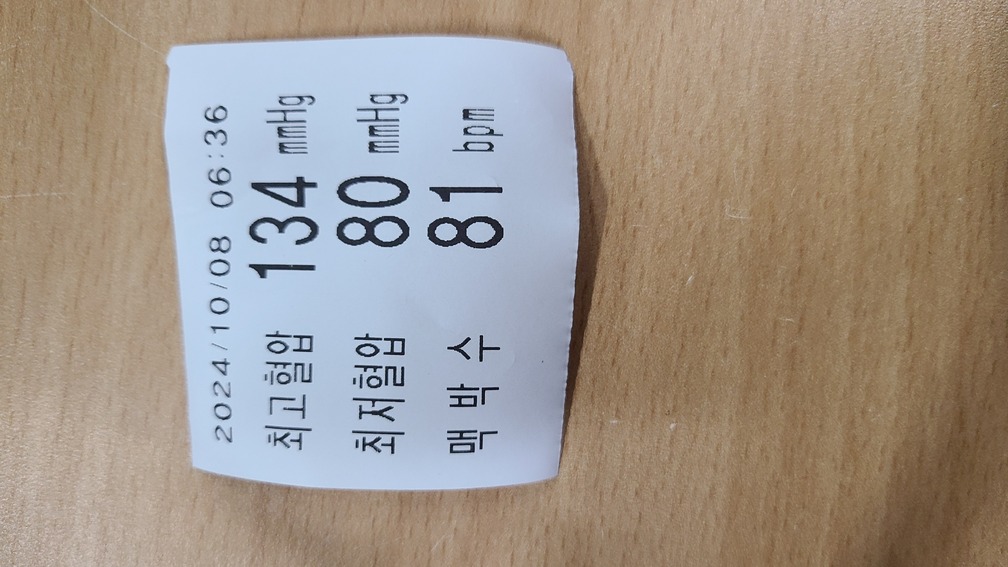 2024/10/08 06:36
최고혈압 134 mmHg
최저혈압 80 mmHg
맥 박 수 81 bpm